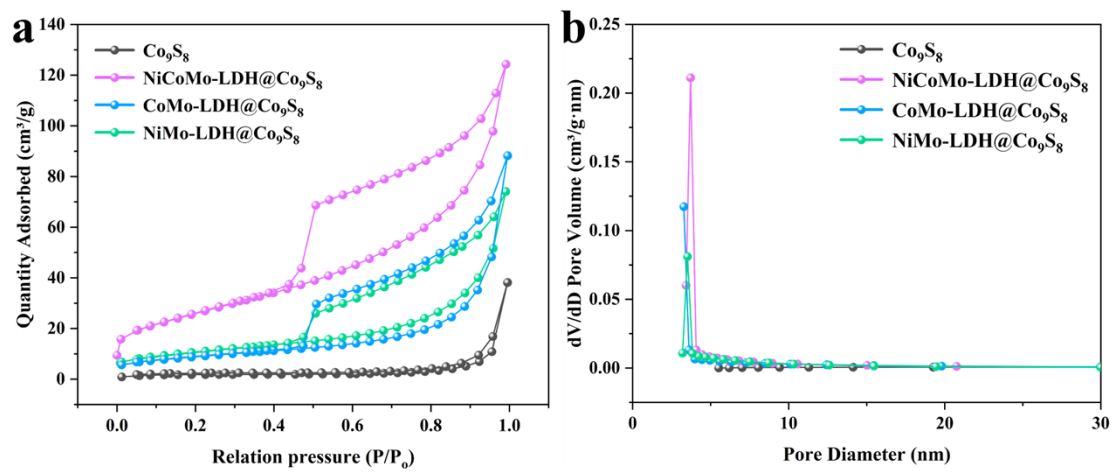 a
Quantity Adsorbed (cm³/g)
140
120
100
80
60
40
20
0
Co₉S₈
NiCoMo-LDH@Co₉S₈
CoMo-LDH@Co₉S₈
NiMo-LDH@Co₉S₈
0.0 0.2 0.4 0.6 0.8 1.0
Relation pressure (P/Pₒ)
b
dV/dD Pore Volume (cm³/g·nm)
0.25
0.20
0.15
0.10
0.05
0.00
Co₉S₈
NiCoMo-LDH@Co₉S₈
CoMo-LDH@Co₉S₈
NiMo-LDH@Co₉S₈
10 20 30
Pore Diameter (nm)